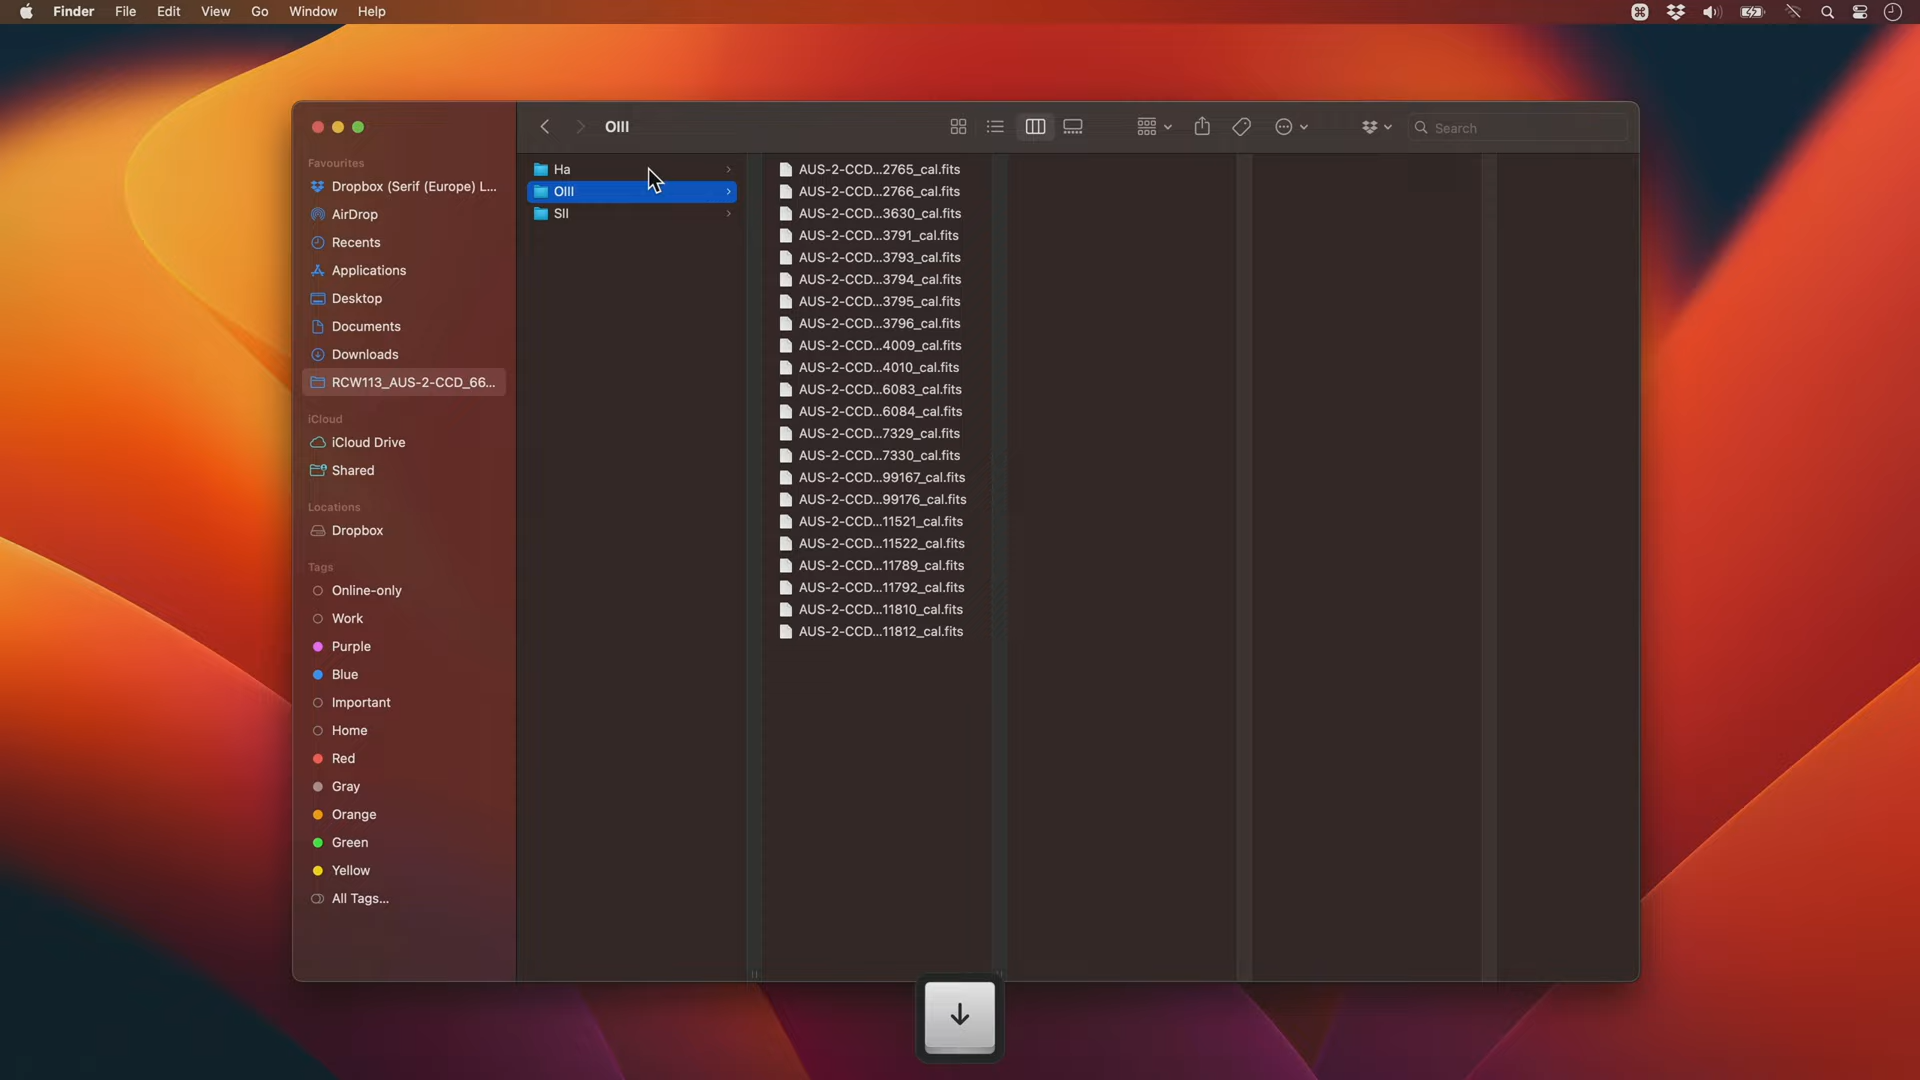 Finder File Edit View Go Window Help
OIII
Search
Favourites
Dropbox (Serif (Europe) L...
AirDrop
Recents
Applications
Desktop
Documents
Downloads
RCW113_AUS-2-CCD_66...
iCloud
iCloud Drive
Shared
Locations
Dropbox
Tags
Online-only
Work
Purple
Blue
Important
Home
Red
Gray
Orange
Green
Yellow
All Tags...
Ha
OIII
SII
AUS-2-CCD...2765_cal.fits
AUS-2-CCD...2766_cal.fits
AUS-2-CCD...3630_cal.fits
AUS-2-CCD...3791_cal.fits
AUS-2-CCD...3793_cal.fits
AUS-2-CCD...3794_cal.fits
AUS-2-CCD...3795_cal.fits
AUS-2-CCD...3796_cal.fits
AUS-2-CCD...4009_cal.fits
AUS-2-CCD...4010_cal.fits
AUS-2-CCD...6083_cal.fits
AUS-2-CCD...6084_cal.fits
AUS-2-CCD...7329_cal.fits
AUS-2-CCD...7330_cal.fits
AUS-2-CCD...99167_cal.fits
AUS-2-CCD...99176_cal.fits
AUS-2-CCD...11521_cal.fits
AUS-2-CCD...11522_cal.fits
AUS-2-CCD...11789_cal.fits
AUS-2-CCD...11792_cal.fits
AUS-2-CCD...11810_cal.fits
AUS-2-CCD...11812_cal.fits